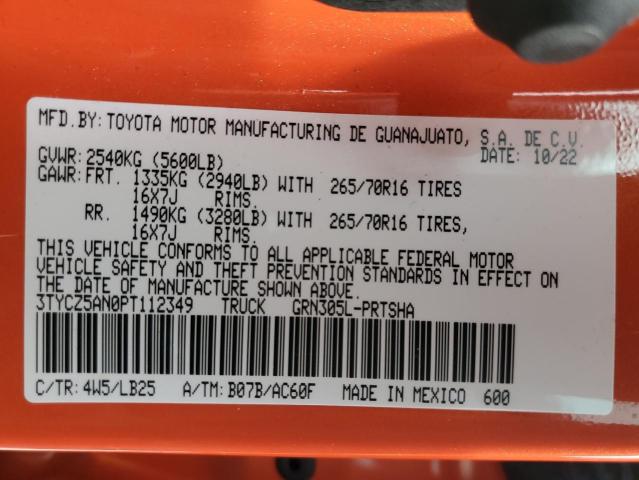 MFD.BY: TOYOTA MOTOR MANUFACTURING DE GUANAJUATO, S.A. DE C.V.
GVWR: 2540KG (5600LB) DATE: 10/22
GAWR: FRT. 1335KG (2940LB) WITH 265/70R16 TIRES
16X7J RIMS.
RR. 1490KG (3280LB) WITH 265/70R16 TIRES,
16X7J RIMS.
THIS VEHICLE CONFORMS TO ALL APPLICABLE FEDERAL MOTOR
VEHICLE SAFETY AND THEFT PREVENTION STANDARDS IN EFFECT ON
THE DATE OF MANUFACTURE SHOWN ABOVE.
3TYCZ5AN0PT112349 TRUCK GRN305L-PRTSHA
C/TR: 4W5/LB25 A/TM: B07B/AC60F MADE IN MEXICO 600